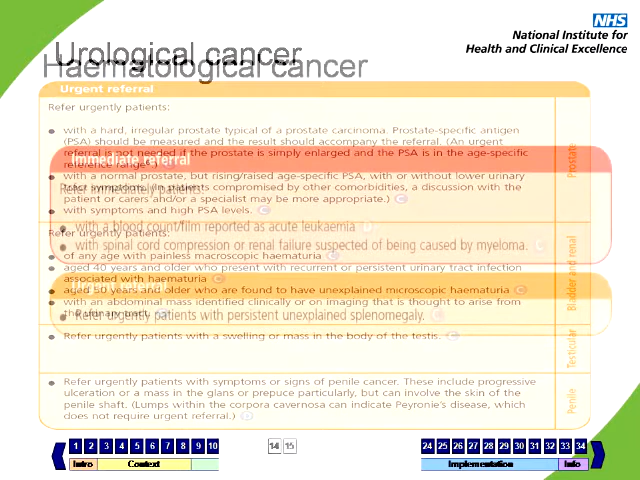 NHS
National Institute for
Health and Clinical Excellence
Urological cancer
Haematological cancer
Urgent referral
Refer urgently patients:
with a hard, irregular prostate typical of a prostate carcinoma. Prostate-specific antigen
(PSA) should be measured and the result should accompany the referral. (An urgent
referral is not needed if the prostate is simply enlarged and the PSA is in the age-specific
reference range.)
Immediate referral
with a normal prostate, but rising/raised age-specific PSA, with or without lower urinary
tract symptoms. (In patients compromised by other comorbidities, a discussion with the
patient or carers and/or a specialist may be more appropriate.) C
Refer immediately patients:
with symptoms and high PSA levels. C
Prostate
with a blood count/film reported as acute leukaemia D
Refer urgently patients:
with spinal cord compression or renal failure suspected of being caused by myeloma. C
of any age with painless macroscopic haematuria C
aged 40 years and older who present with recurrent or persistent urinary tract infection
associated with haematuria C
aged 50 years and older who are found to have unexplained microscopic haematuria C
with an abdominal mass identified clinically or on imaging that is thought to arise from
the urinary tract. C
Bladder and renal
Refer urgently patients with persistent unexplained splenomegaly. C
Refer urgently patients with a swelling or mass in the body of the testis. C
Testicular
Refer urgently patients with symptoms or signs of penile cancer. These include progressive
ulceration or a mass in the glans or prepuce particularly, but can involve the skin of the
penile shaft. (Lumps within the corpora cavernosa can indicate Peyronie's disease, which
does not require urgent referral.) D
Penile
1 2 3 4 5 6 7 8 9 10 14 15 24 25 26 27 28 29 30 31 32 33 34
Intro Context Implementation Info